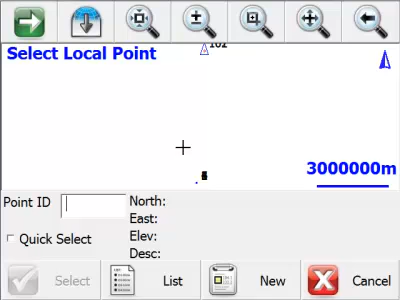 102
Select Local Point
3000000m
Point ID
North:
East:
Quick Select
Elev:
Desc:
Select
List
New
Cancel